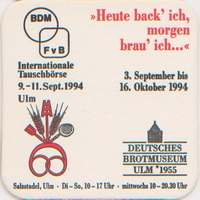 BDM
FvB
Internationale
Tauschbörse
9.-11.Sept.1994
Ulm
»Heute back' ich,
morgen
brau' ich...«
3. September bis
16. Oktober 1994
DEUTSCHES
BROTMUSEUM
ULM *1955
Salzstadel, Ulm · Di - So, 10 - 17 Uhr · mittwochs 10 - 20.30 Uhr